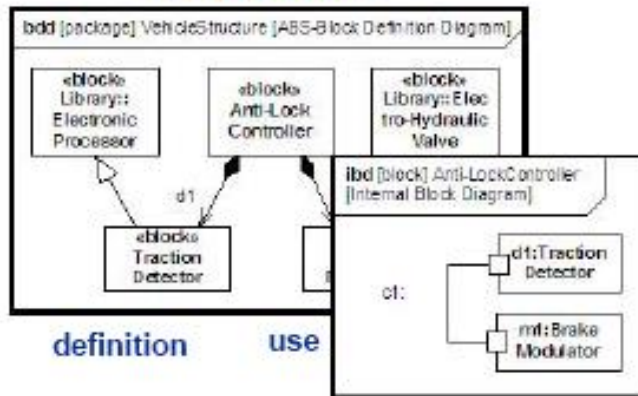 bdd [package] VehicleStructure [ABS-Block Definition Diagram]
«block»
Library::
Electronic
Processor
«block»
Anti-Lock
Controller
«block»
Library::Elec
tro-Hydraulic
Valve
d1
«block»
Traction
Detector
ibd [block] Anti-LockController
[Internal Block Diagram]
d1:Traction
Detector
c1:
m1:Brake
Modulator
definition
use